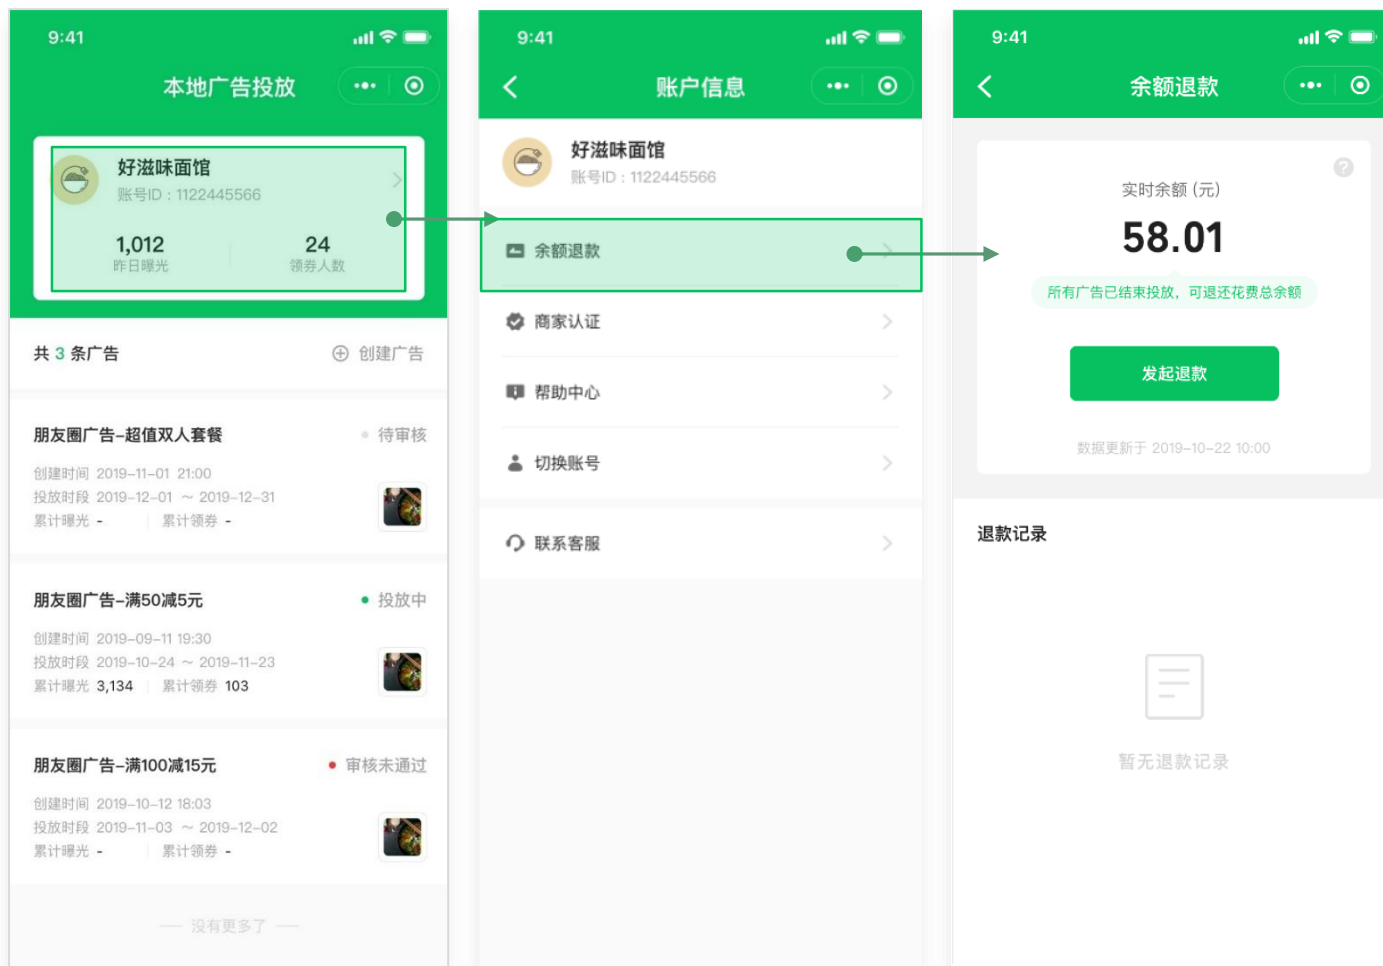 9:41
本地广告投放
好滋味面馆
账号ID：1122445566
1,012
24
昨日曝光
领券人数
共 3 条广告
创建广告
朋友圈广告–超值双人套餐
待审核
创建时间 2019–11–01 21:00
投放时段 2019–12–01 ～ 2019–12–31
累计曝光 - 累计领券 -
朋友圈广告–满50减5元
投放中
创建时间 2019–09–11 19:30
投放时段 2019–10–24 ～ 2019–11–23
累计曝光 3,134 累计领券 103
朋友圈广告–满100减15元
审核未通过
创建时间 2019–10–12 18:03
投放时段 2019–11–03 ～ 2019–12–02
累计曝光 - 累计领券 -
没有更多了
9:41
账户信息
好滋味面馆
账号ID：1122445566
余额退款
商家认证
帮助中心
切换账号
联系客服
9:41
余额退款
?
实时余额 (元)
58.01
所有广告已结束投放，可退还花费总余额
发起退款
数据更新于 2019–10–22 10:00
退款记录
暂无退款记录